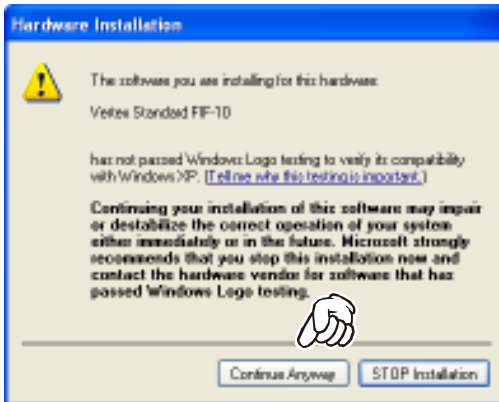 Hardware Installation
The software you are installing for this hardware:
Vertex Standard FIF-10
has not passed Windows Logo testing to verify its compatibility
with Windows XP. (Tell me why this testing is important.)
Continuing your installation of this software may impair
or destabilize the correct operation of your system
either immediately or in the future. Microsoft strongly
recommends that you stop this installation now and
contact the hardware vendor for software that has
passed Windows Logo testing.
Continue Anyway
STOP Installation